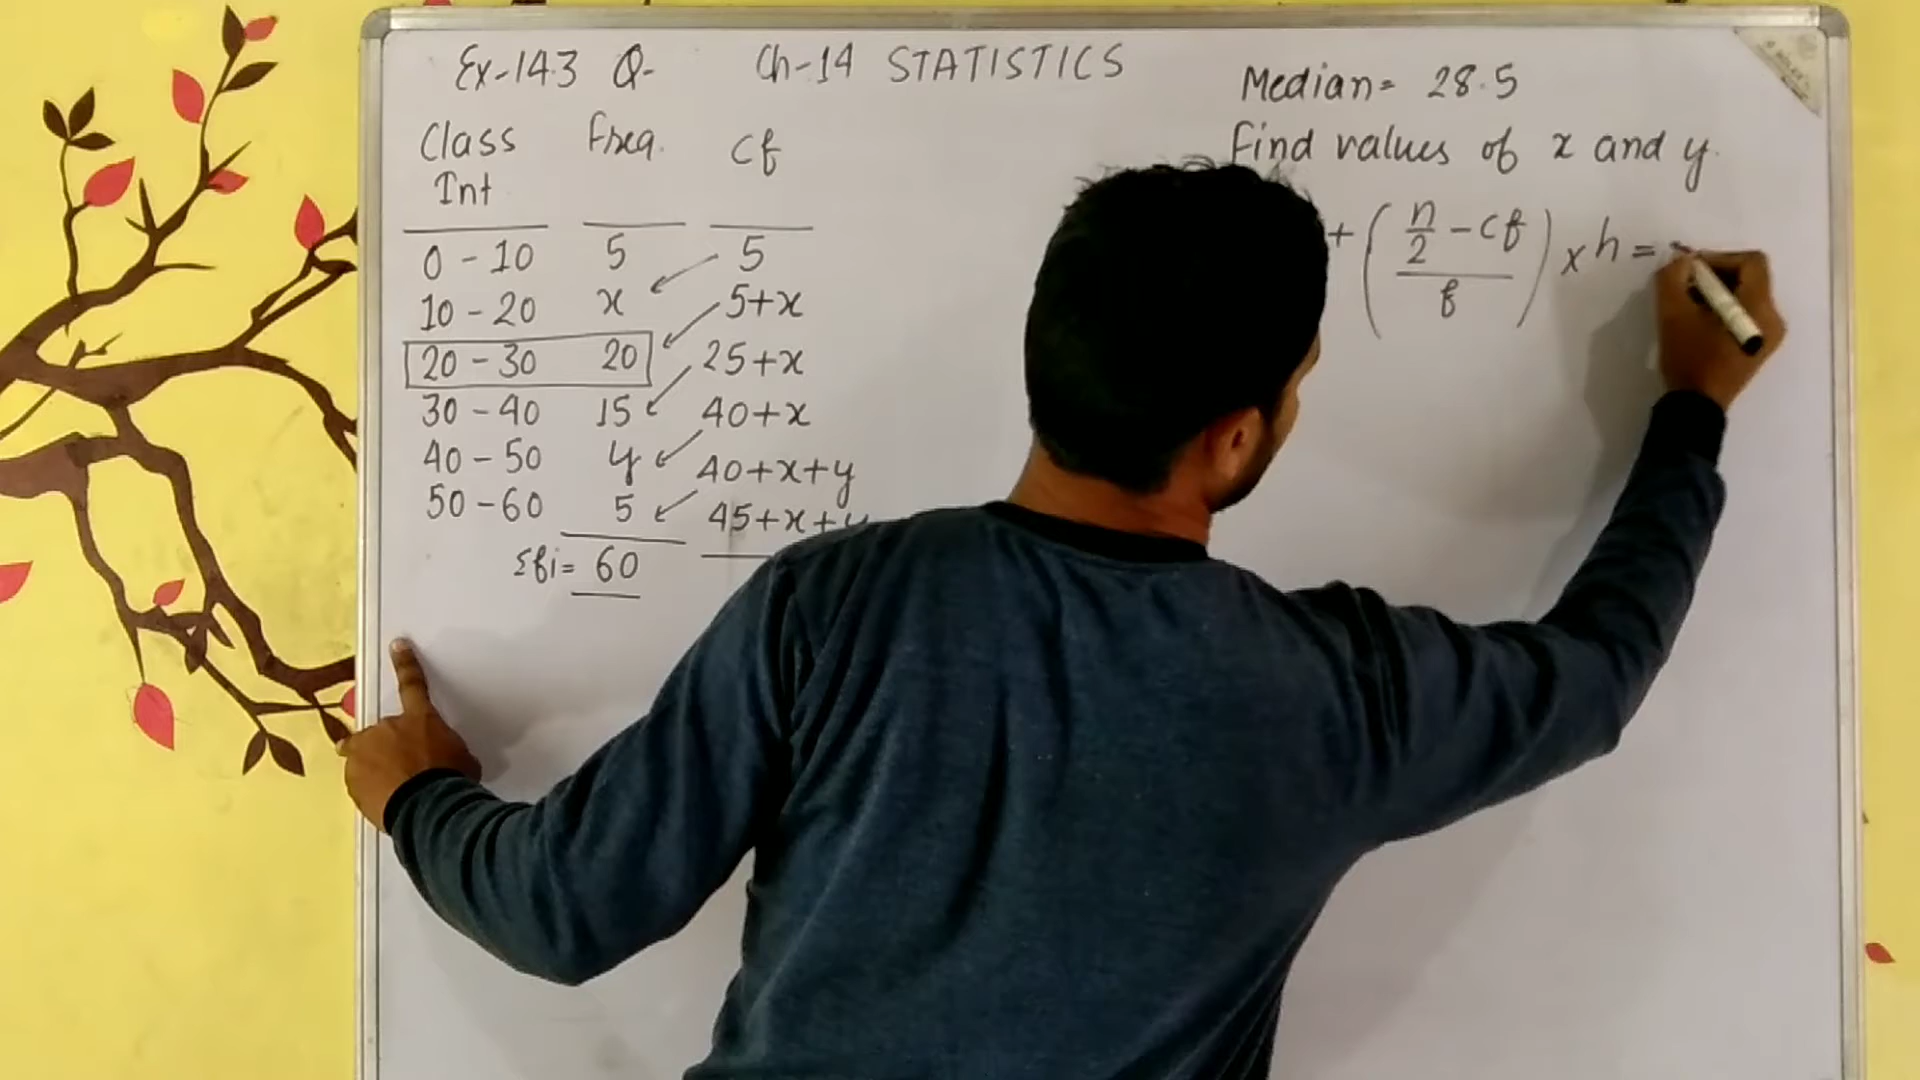 Ex-14.3 Q- Ch-14 STATISTICS
Median = 28.5
Find values of x and y.
+ ( n/2 - cf / f ) x h =
Class Int Freq. cf
0 - 10 5 5
10 - 20 x 5+x
20 - 30 20 25+x
30 - 40 15 40+x
40 - 50 y 40+x+y
50 - 60 5 45+x+y
Σfi = 60